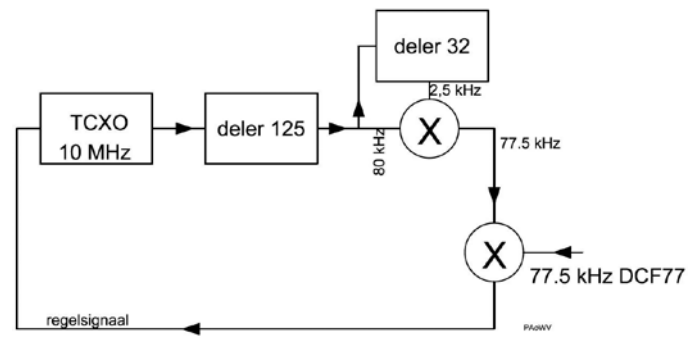 deler 32
2,5 kHz
TCXO
10 MHz
deler 125
80 kHz
X
77.5 kHz
X
77.5 kHz DCF77
regelsignaal
PAoWV